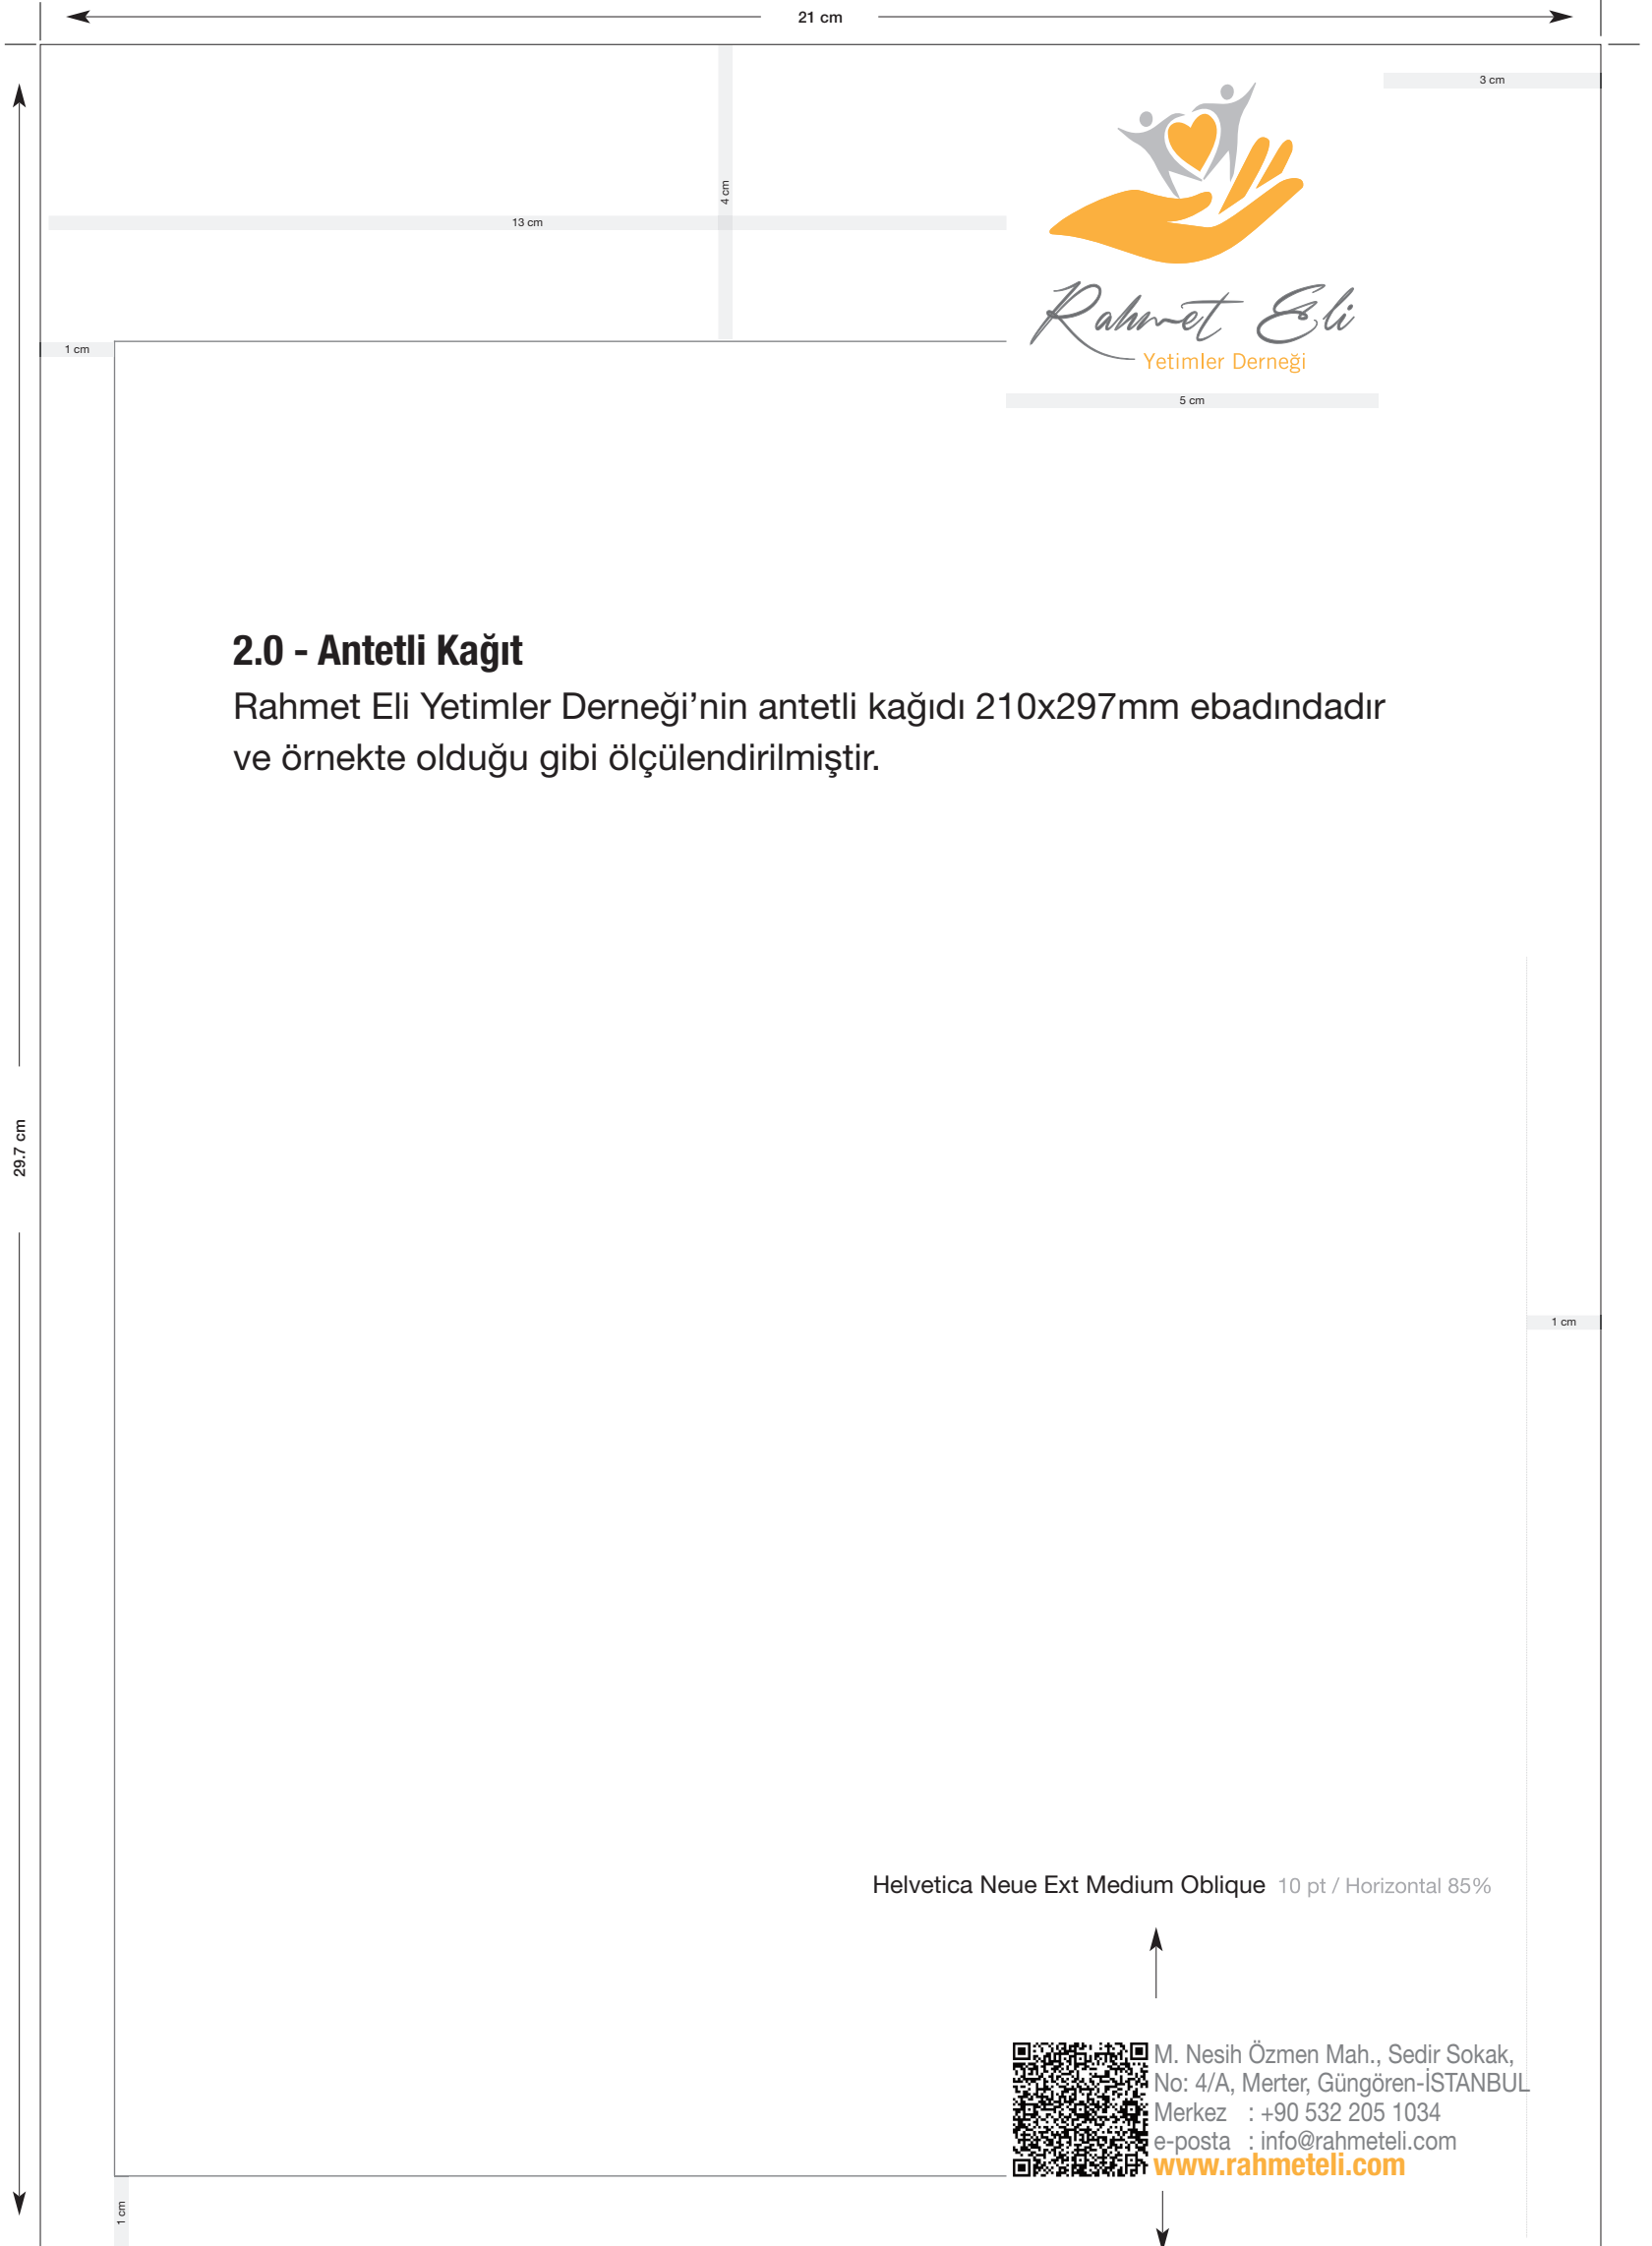 21 cm
3 cm
4 cm
13 cm
Rahmet Eli
Yetimler Derneği
1 cm
5 cm
2.0 - Antetli Kağıt
Rahmet Eli Yetimler Derneği’nin antetli kağıdı 210x297mm ebadındadır
ve örnekte olduğu gibi ölçülendirilmiştir.
29.7 cm
1 cm
Helvetica Neue Ext Medium Oblique 10 pt / Horizontal 85%
M. Nesih Özmen Mah., Sedir Sokak,
No: 4/A, Merter, Güngören-İSTANBUL
Merkez : +90 532 205 1034
e-posta : info@rahmeteli.com
www.rahmeteli.com
1 cm